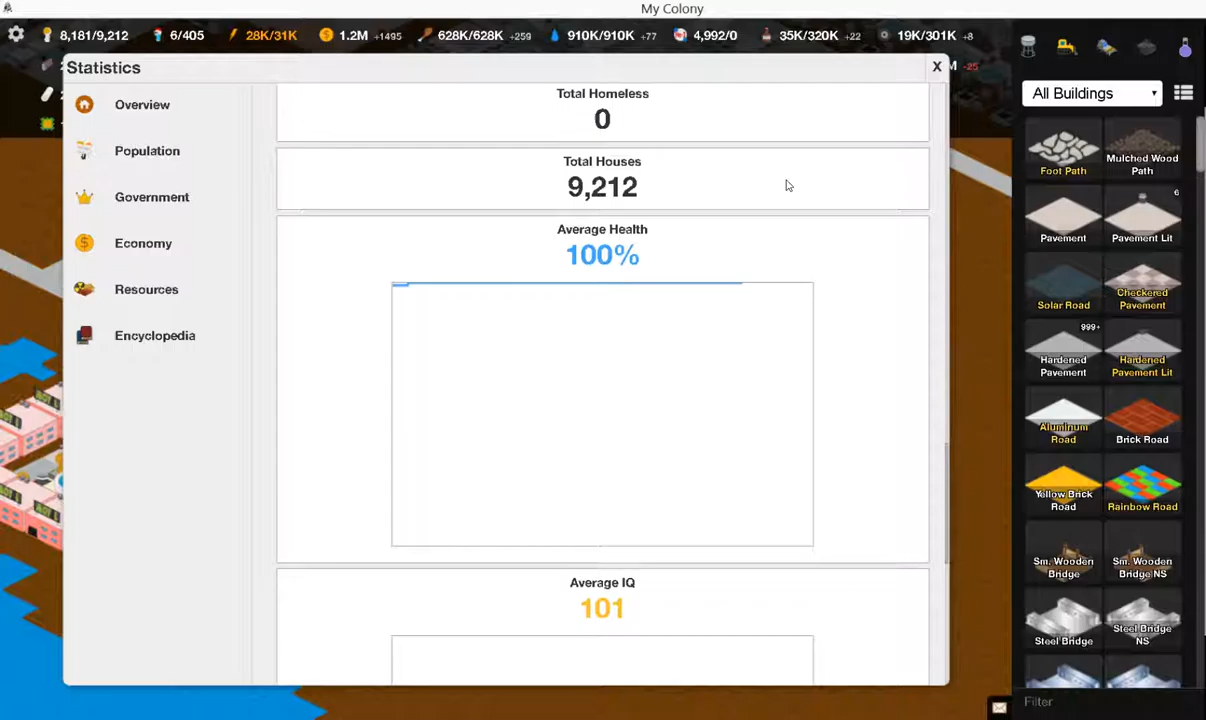 My Colony
8,181/9,212 6/405 28K/31K 1.2M +1495 628K/628K +259 910K/910K +77 4,992/0 35K/320K +22 19K/301K +8
Statistics
X
-25
Overview
Population
Government
Economy
Resources
Encyclopedia
Total Homeless
0
Total Houses
9,212
Average Health
100%
Average IQ
101
All Buildings
Foot Path
Mulched Wood
Path
Pavement
6
Pavement Lit
Solar Road
Checkered
Pavement
999+
Hardened
Pavement
Hardened
Pavement Lit
Aluminum
Road
Brick Road
Yellow Brick
Road
Rainbow Road
Sm. Wooden
Bridge
Sm. Wooden
Bridge NS
Steel Bridge
Steel Bridge
NS
Filter